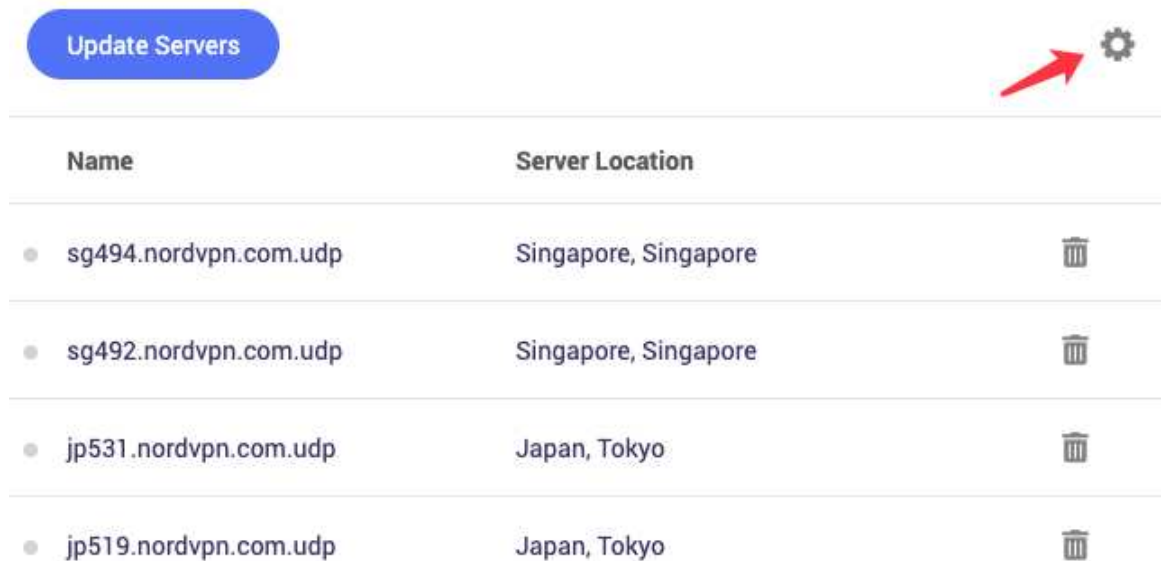 Update Servers
Name Server Location
sg494.nordvpn.com.udp Singapore, Singapore
sg492.nordvpn.com.udp Singapore, Singapore
jp531.nordvpn.com.udp Japan, Tokyo
jp519.nordvpn.com.udp Japan, Tokyo